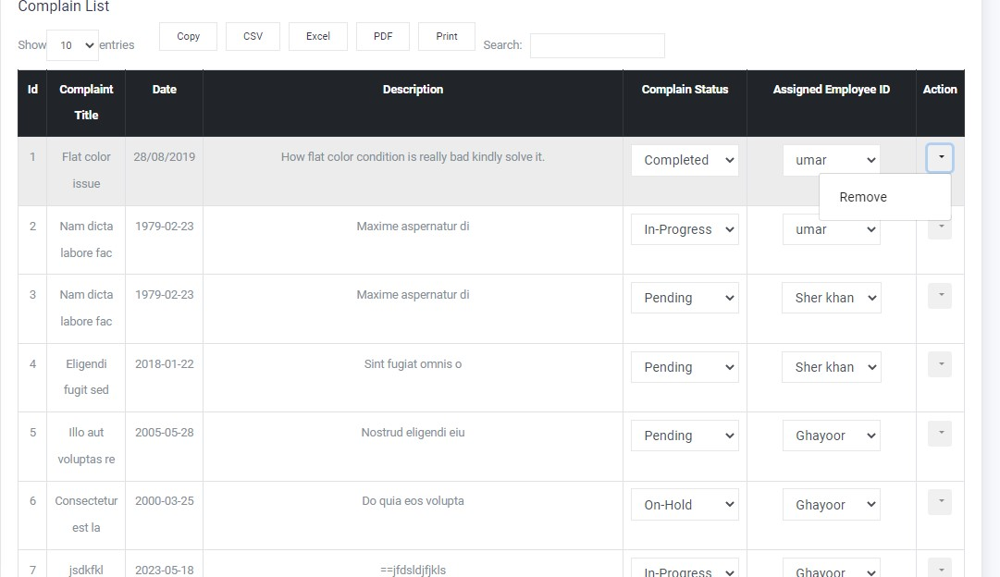 Complain List
Show 10 entries Copy CSV Excel PDF Print Search:
Id Complaint Title Date Description Complain Status Assigned Employee ID Action
1 Flat color issue 28/08/2019 How flat color condition is really bad kindly solve it. Completed umar
Remove
2 Nam dicta labore fac 1979-02-23 Maxime aspernatur di In-Progress umar
3 Nam dicta labore fac 1979-02-23 Maxime aspernatur di Pending Sher khan
4 Eligendi fugit sed 2018-01-22 Sint fugiat omnis o Pending Sher khan
5 Illo aut voluptas re 2005-05-28 Nostrud eligendi eiu Pending Ghayoor
6 Consectetur est la 2000-03-25 Do quia eos volupta On-Hold Ghayoor
7 jsdkfkl 2023-05-18 ==jfdsldjfjkls In-Progress Ghayoor